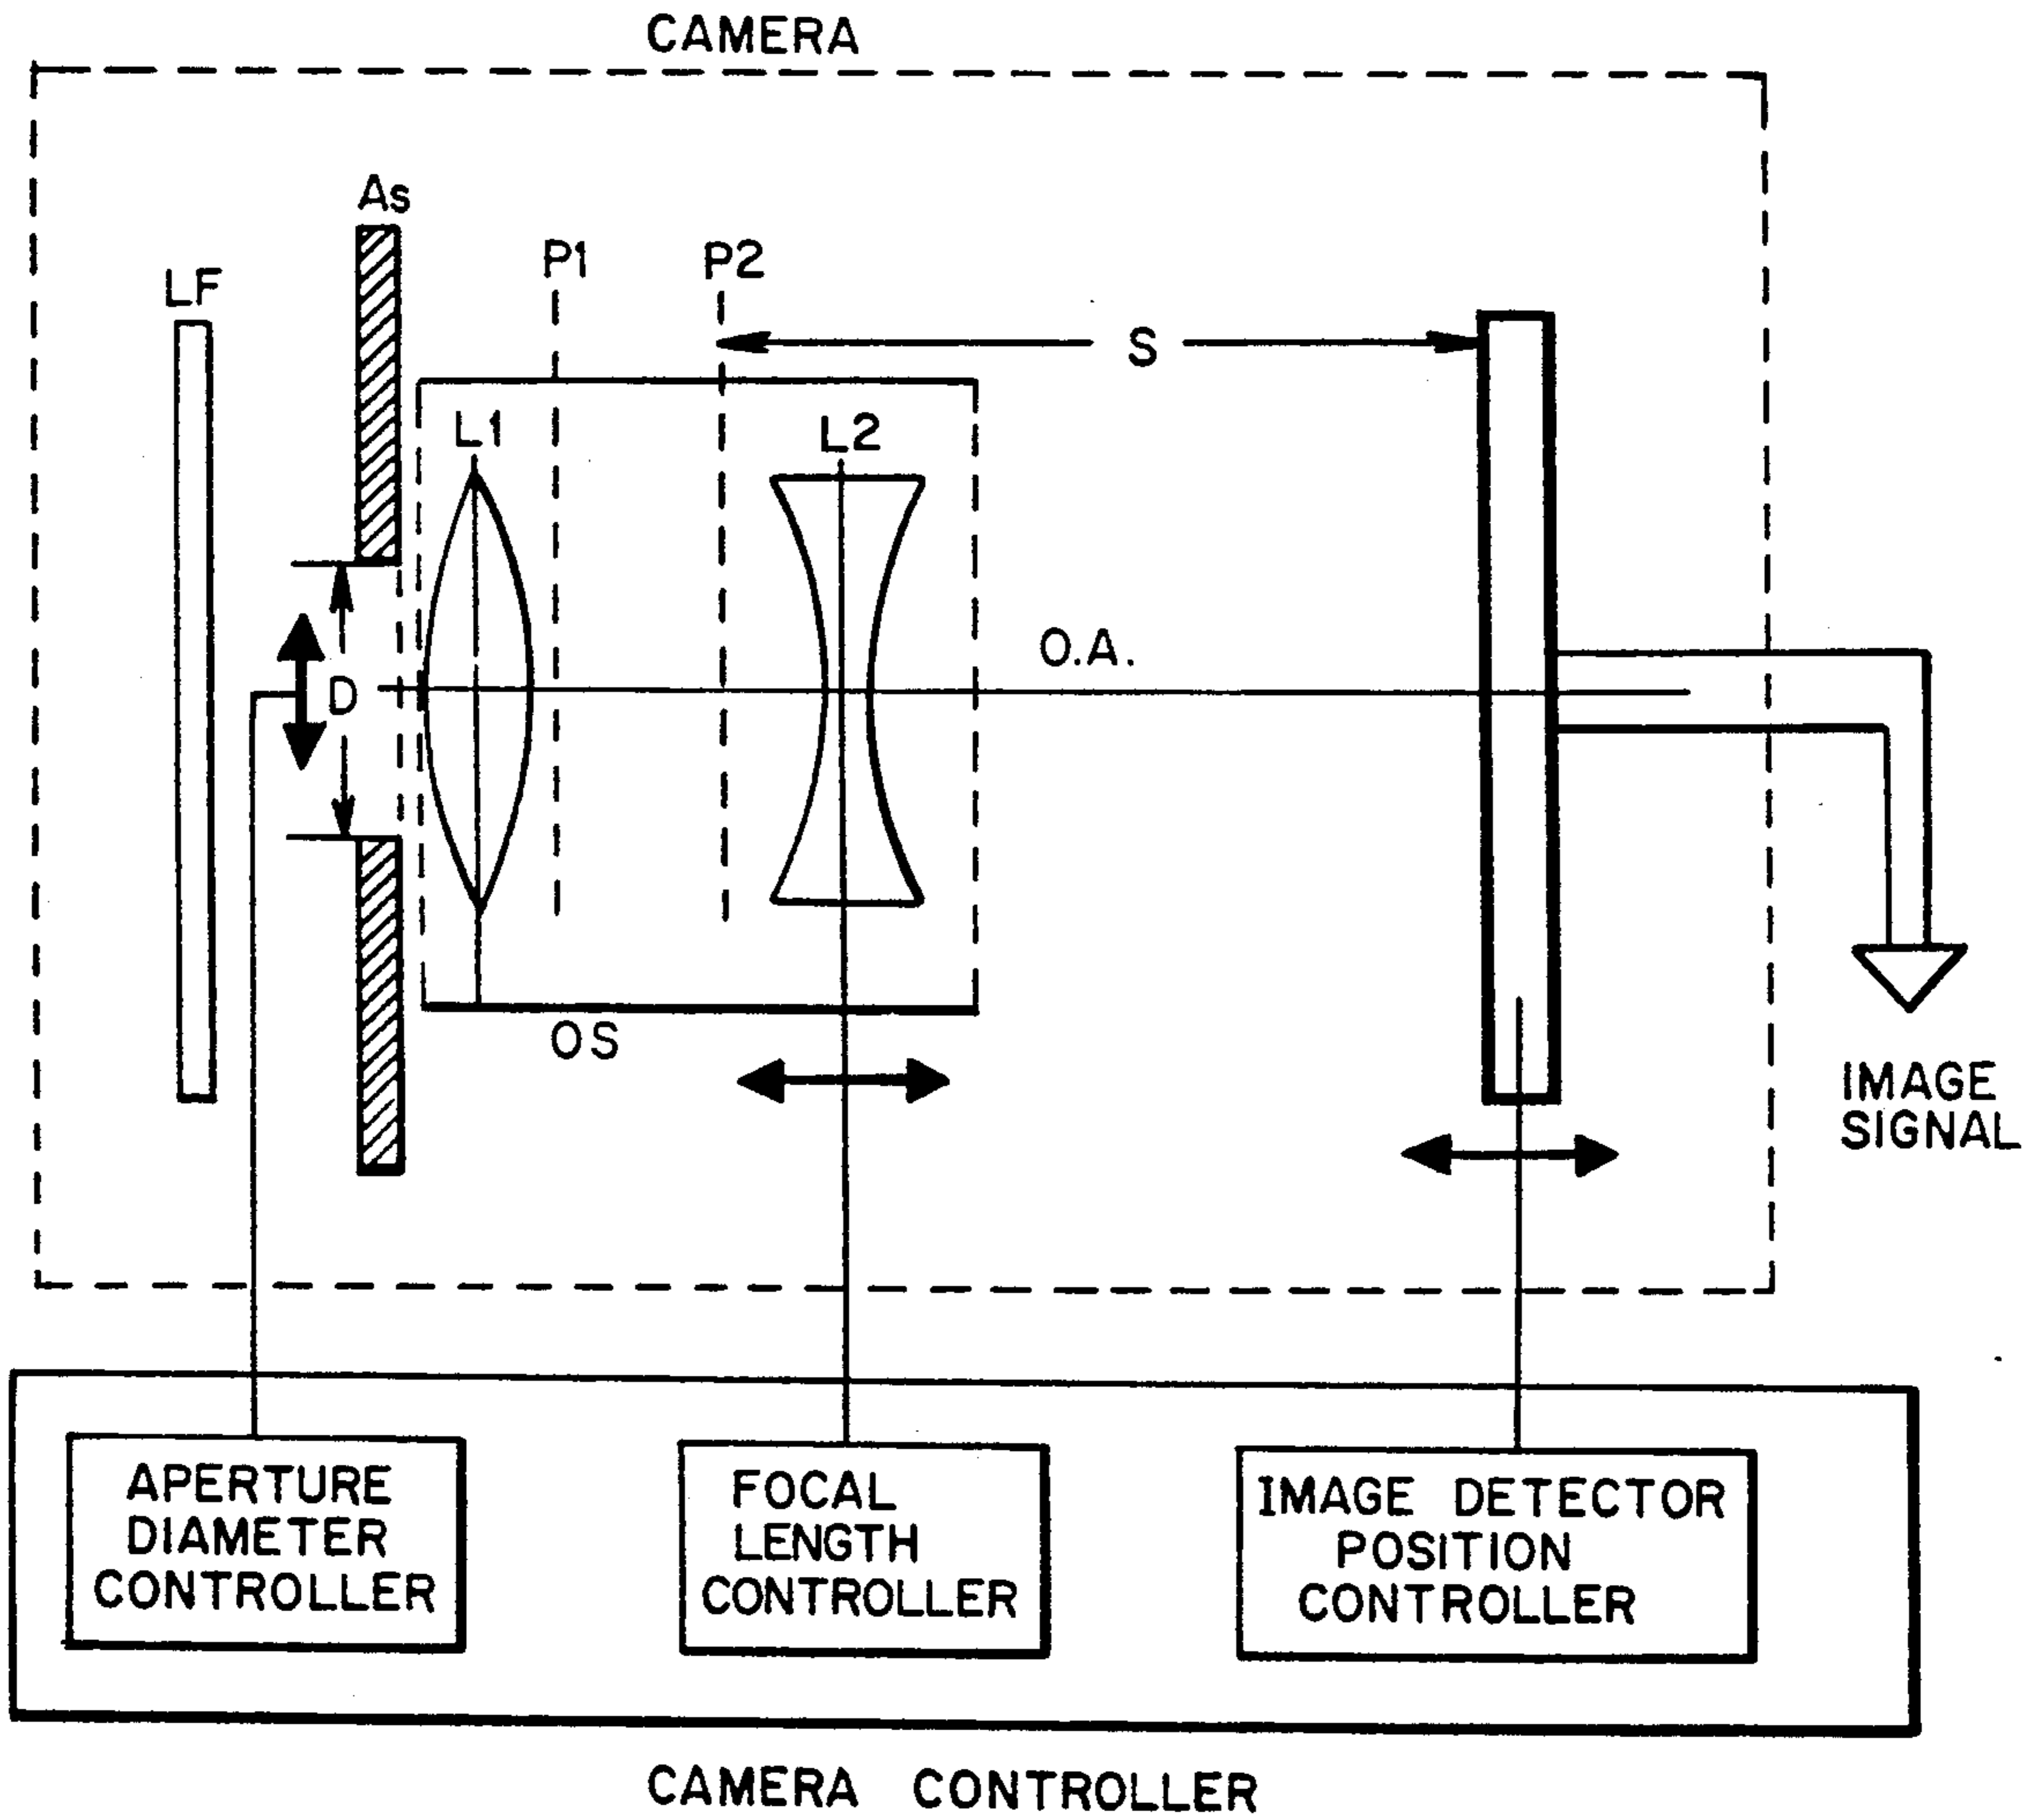 CAMERA
As
LF
P1
P2
S
L1
L2
O.A.
D
OS
IMAGE
SIGNAL
APERTURE
DIAMETER
CONTROLLER
FOCAL
LENGTH
CONTROLLER
IMAGE DETECTOR
POSITION
CONTROLLER
CAMERA CONTROLLER